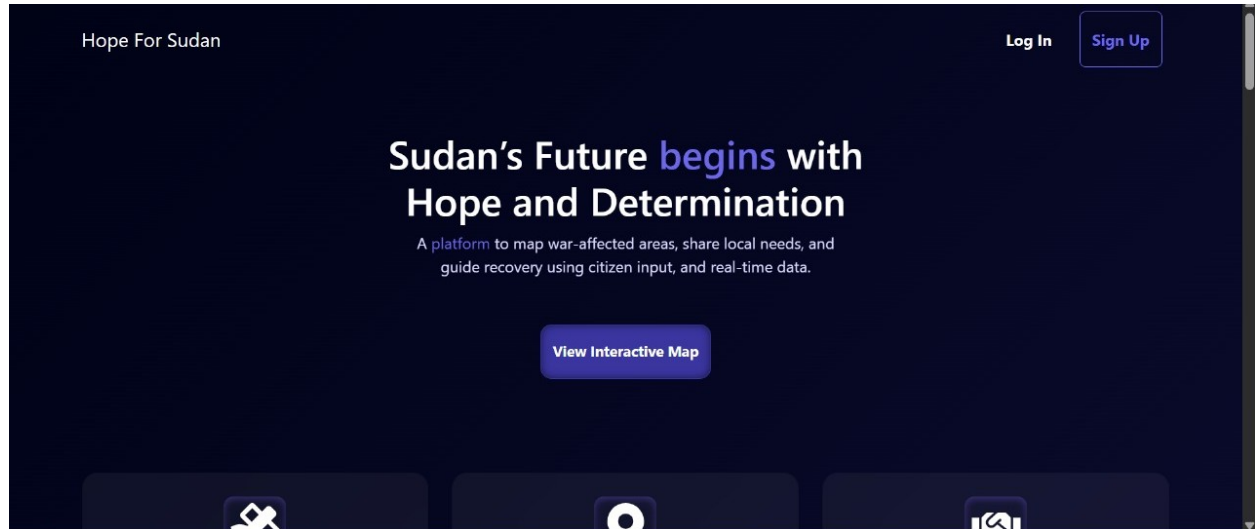 Hope For Sudan
Log In
Sign Up
Sudan’s Future begins with
Hope and Determination
A platform to map war-affected areas, share local needs, and
guide recovery using citizen input, and real-time data.
View Interactive Map